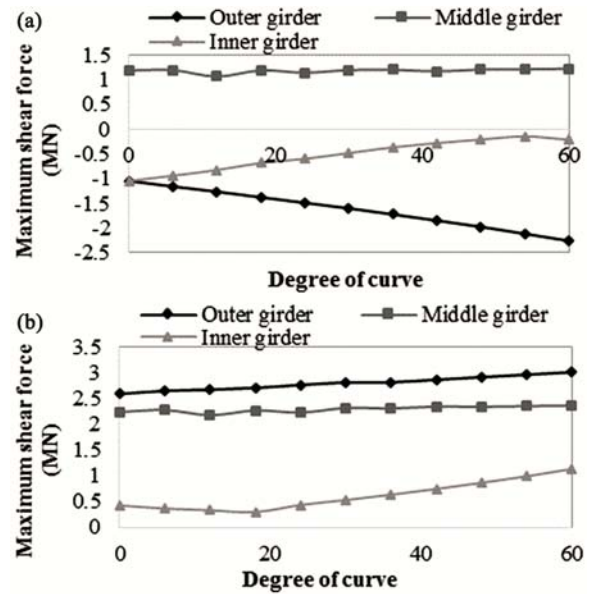 (a)
Outer girder
Middle girder
Inner girder
Maximum shear force
(MN)
1.5
1
0.5
0
-0.5
-1
-1.5
-2
-2.5
0
20
40
60
Degree of curve
(b)
Outer girder
Middle girder
Inner girder
Maximum shear force
(MN)
3.5
3
2.5
2
1.5
1
0.5
0
0
20
40
60
Degree of curve